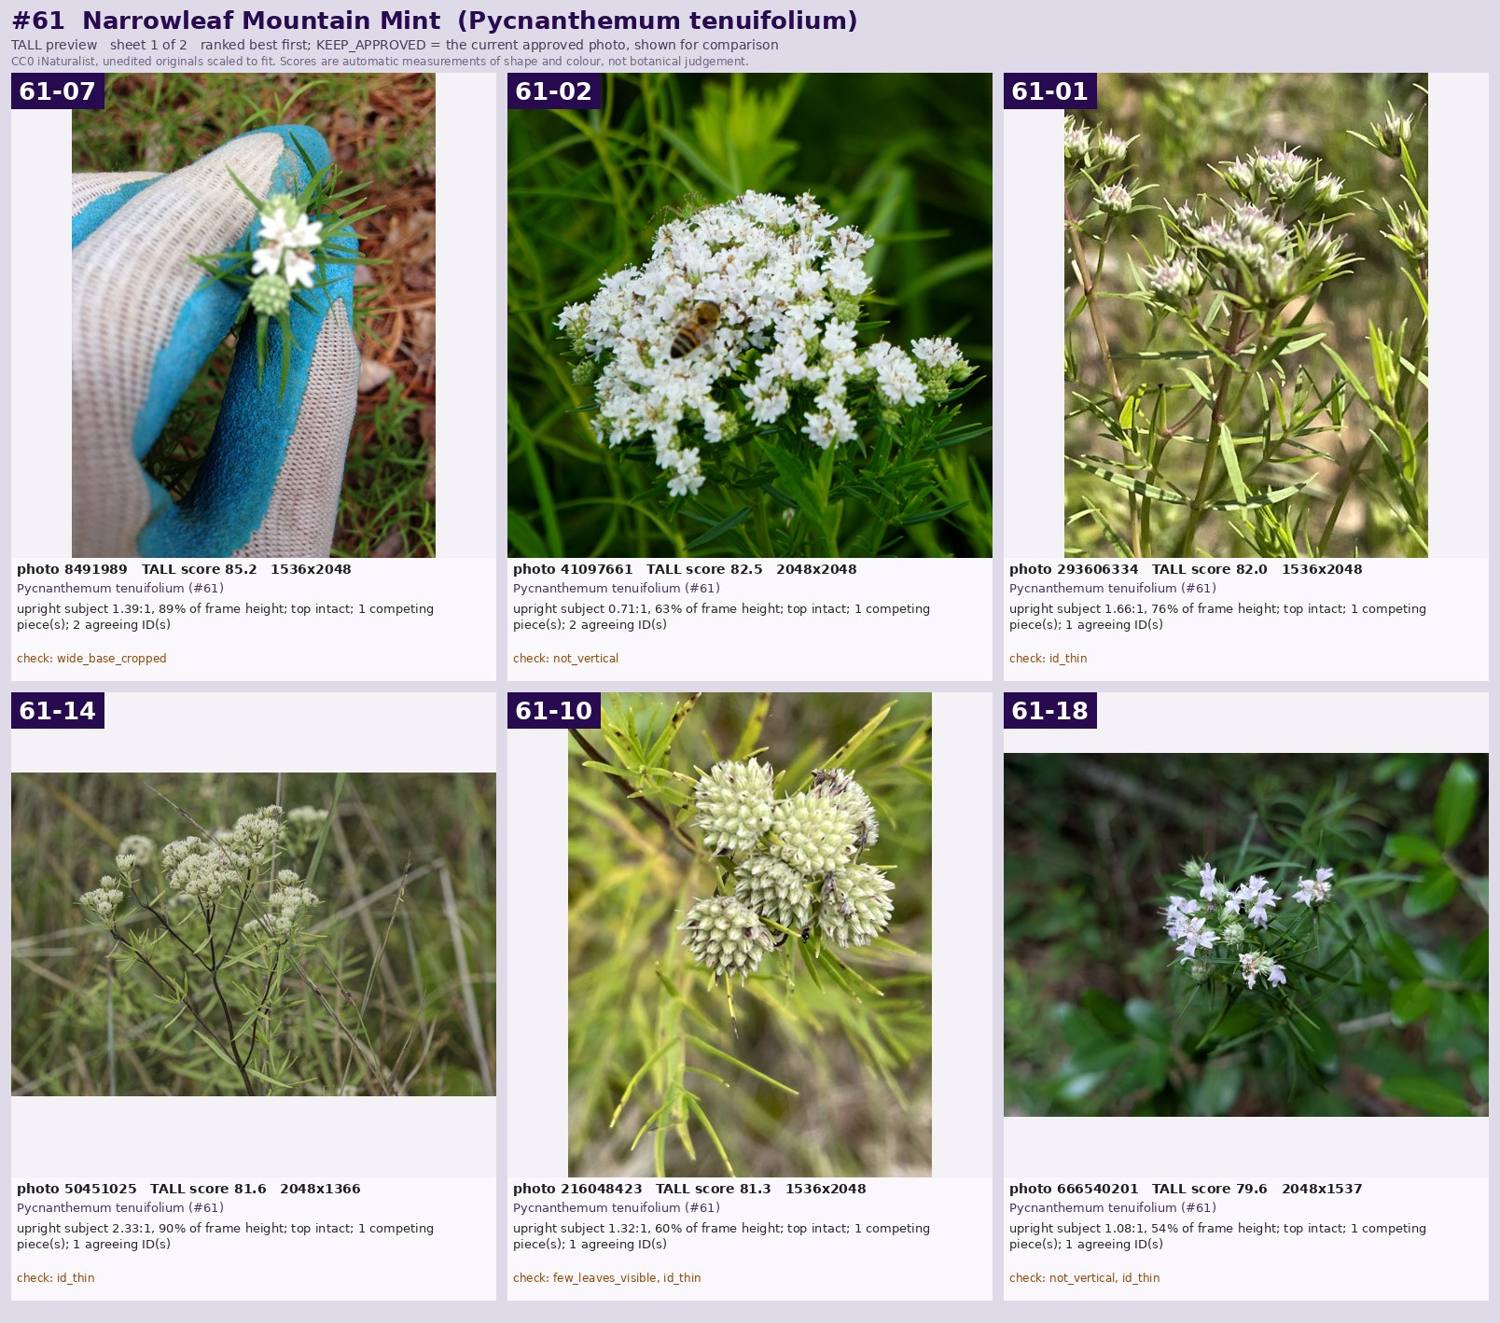 #61 Narrowleaf Mountain Mint (Pycnanthemum tenuifolium)
TALL preview sheet 1 of 2 ranked best first; KEEP_APPROVED = the current approved photo, shown for comparison
CC0 iNaturalist, unedited originals scaled to fit. Scores are automatic measurements of shape and colour, not botanical judgement.
61-07
photo 8491989 TALL score 85.2 1536x2048
Pycnanthemum tenuifolium (#61)
upright subject 1.39:1, 89% of frame height; top intact; 1 competing
piece(s); 2 agreeing ID(s)
check: wide_base_cropped
61-02
photo 41097661 TALL score 82.5 2048x2048
Pycnanthemum tenuifolium (#61)
upright subject 0.71:1, 63% of frame height; top intact; 1 competing
piece(s); 2 agreeing ID(s)
check: not_vertical
61-01
photo 293606334 TALL score 82.0 1536x2048
Pycnanthemum tenuifolium (#61)
upright subject 1.66:1, 76% of frame height; top intact; 1 competing
piece(s); 1 agreeing ID(s)
check: id_thin
61-14
photo 50451025 TALL score 81.6 2048x1366
Pycnanthemum tenuifolium (#61)
upright subject 2.33:1, 90% of frame height; top intact; 1 competing
piece(s); 1 agreeing ID(s)
check: id_thin
61-10
photo 216048423 TALL score 81.3 1536x2048
Pycnanthemum tenuifolium (#61)
upright subject 1.32:1, 60% of frame height; top intact; 1 competing
piece(s); 1 agreeing ID(s)
check: few_leaves_visible, id_thin
61-18
photo 666540201 TALL score 79.6 2048x1537
Pycnanthemum tenuifolium (#61)
upright subject 1.08:1, 54% of frame height; top intact; 1 competing
piece(s); 1 agreeing ID(s)
check: not_vertical, id_thin